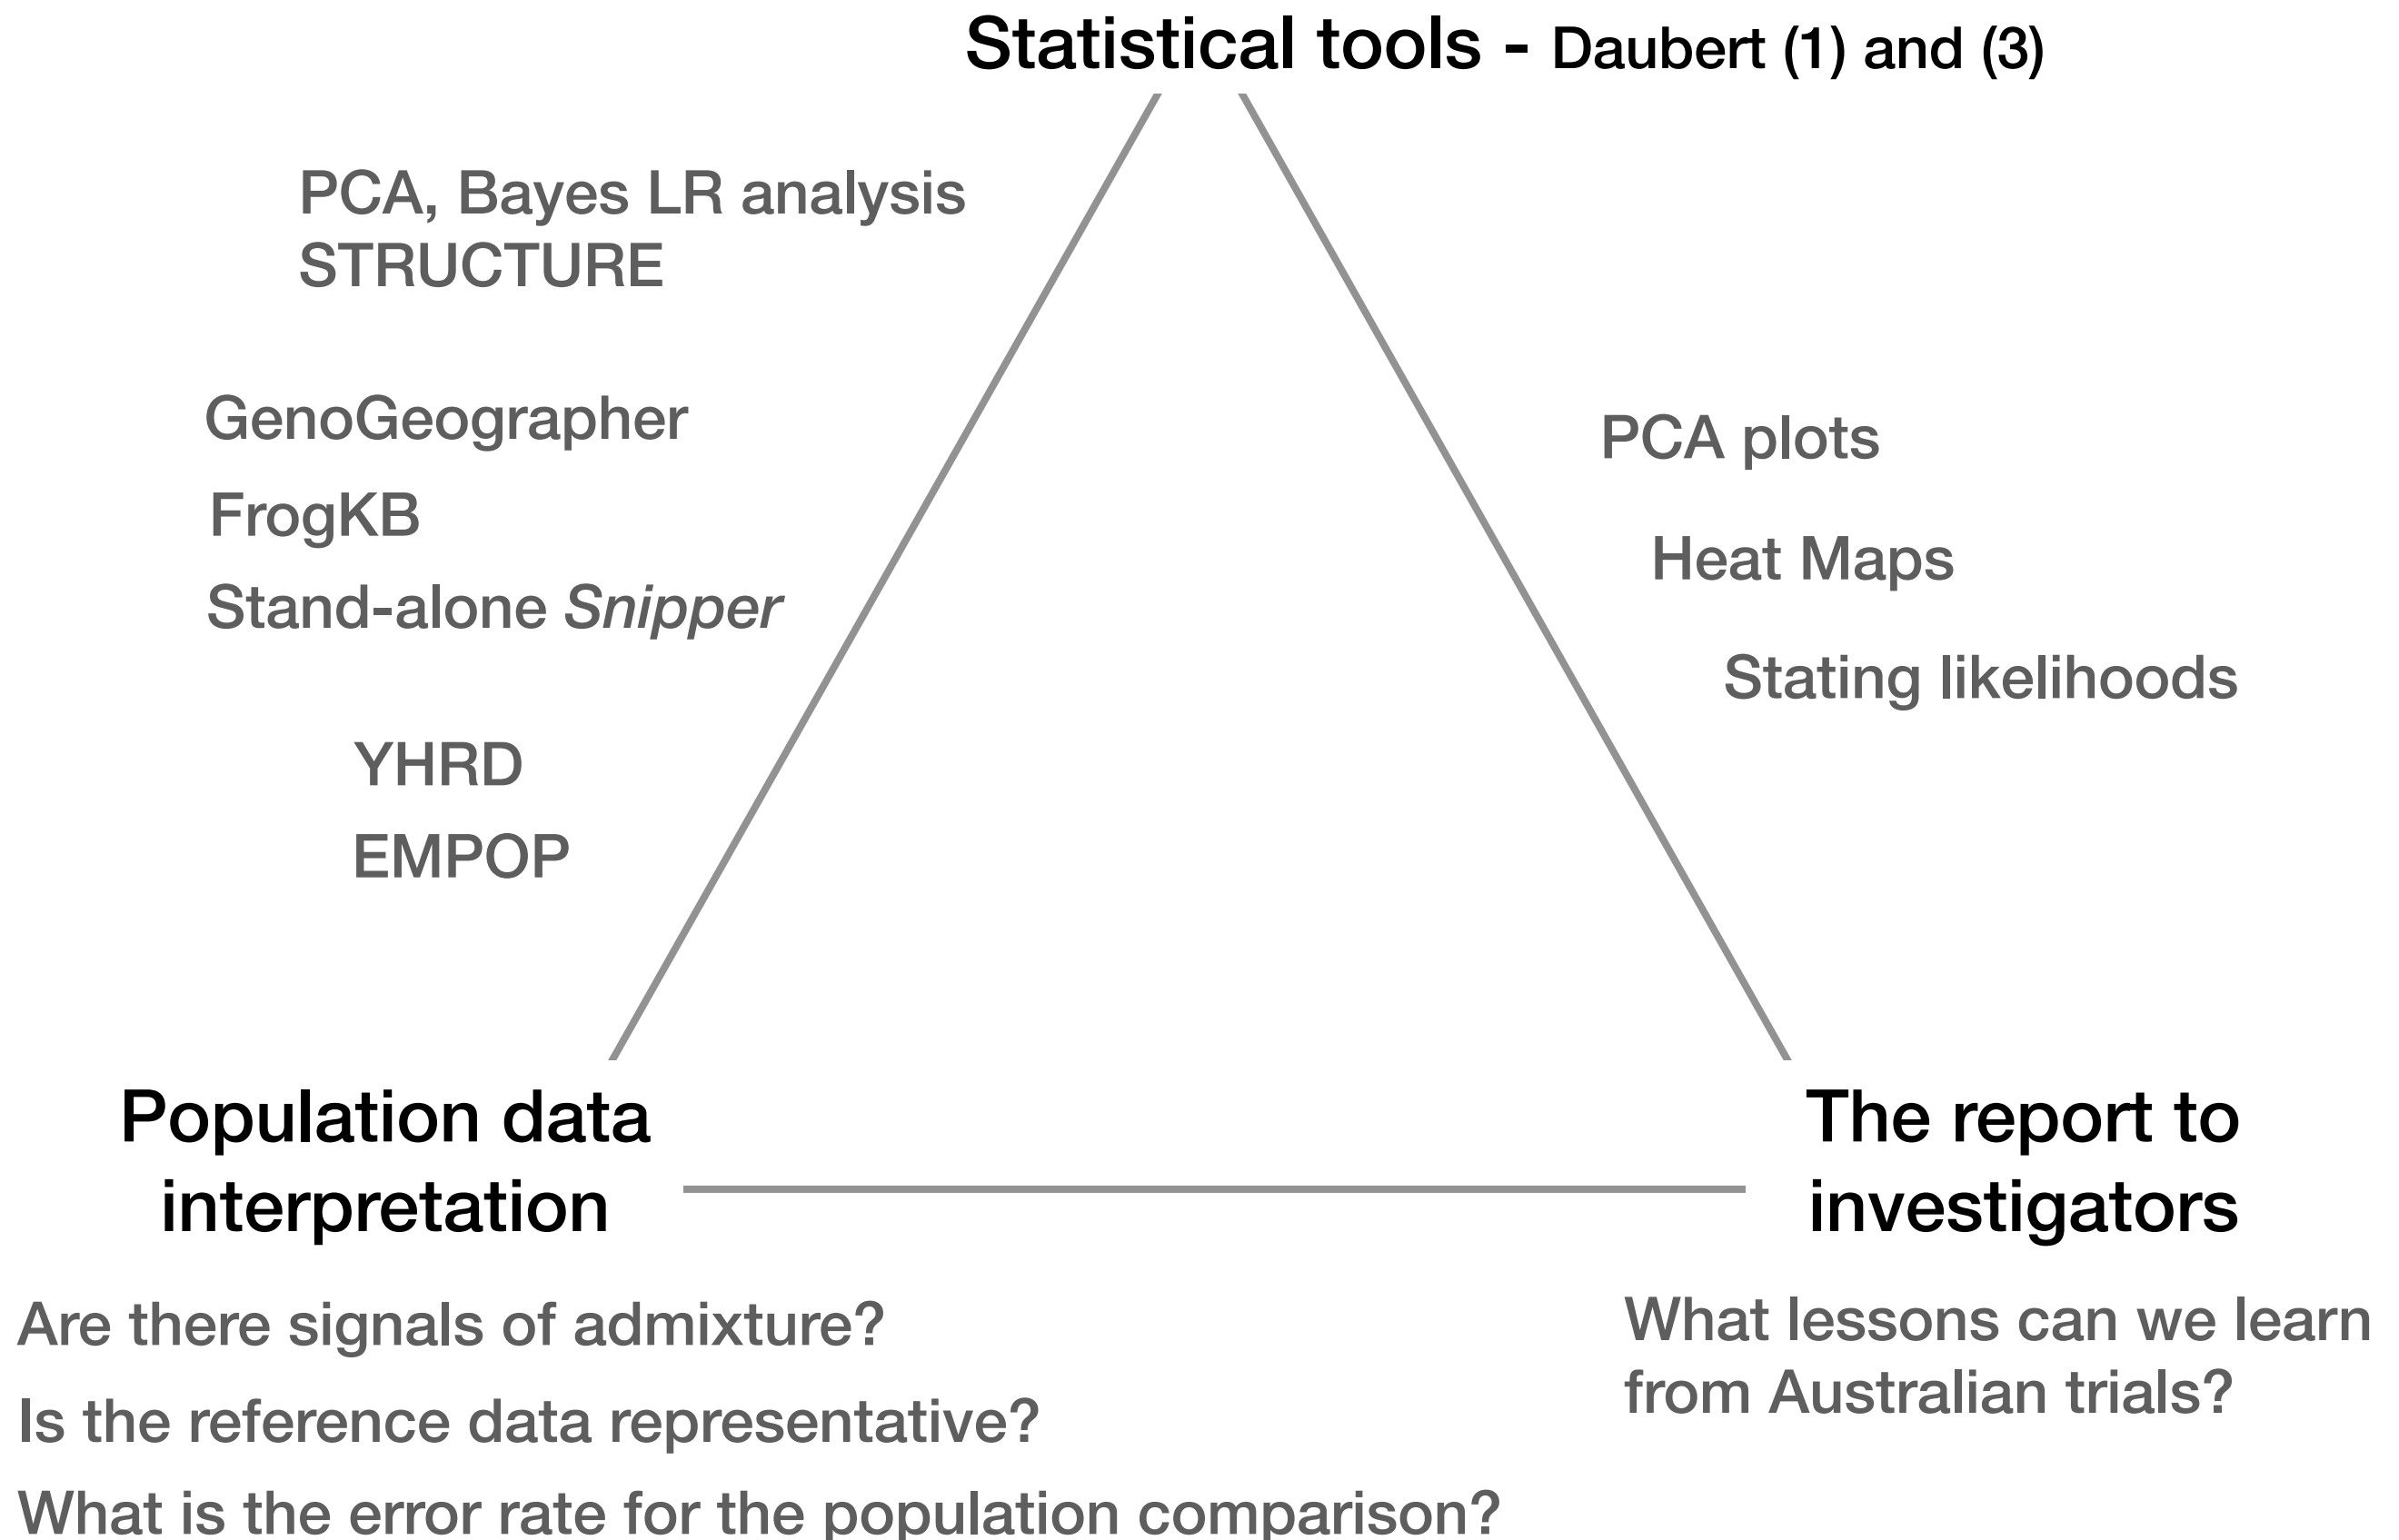 Statistical tools - Daubert (1) and (3)
PCA, Bayes LR analysis
STRUCTURE
GenoGeographer
FrogKB
Stand-alone Snipper
YHRD
EMPOP
PCA plots
Heat Maps
Stating likelihoods
Population data
interpretation
The report to
investigators
Are there signals of admixture?
Is the reference data representative?
What is the error rate for the population comparison?
What lessons can we learn
from Australian trials?